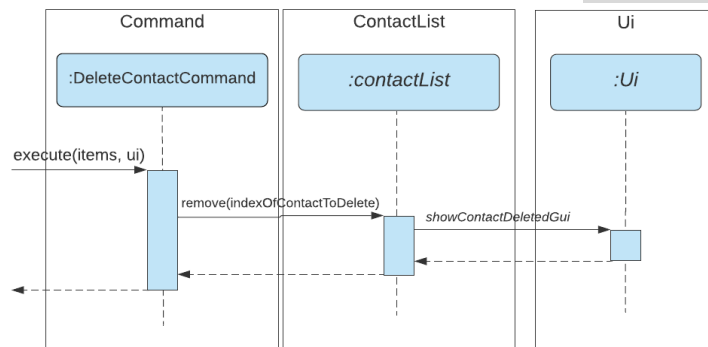 Command
ContactList
Ui
:DeleteContactCommand
:contactList
:Ui
execute(items, ui)
remove(indexOfContactToDelete)
showContactDeletedGui